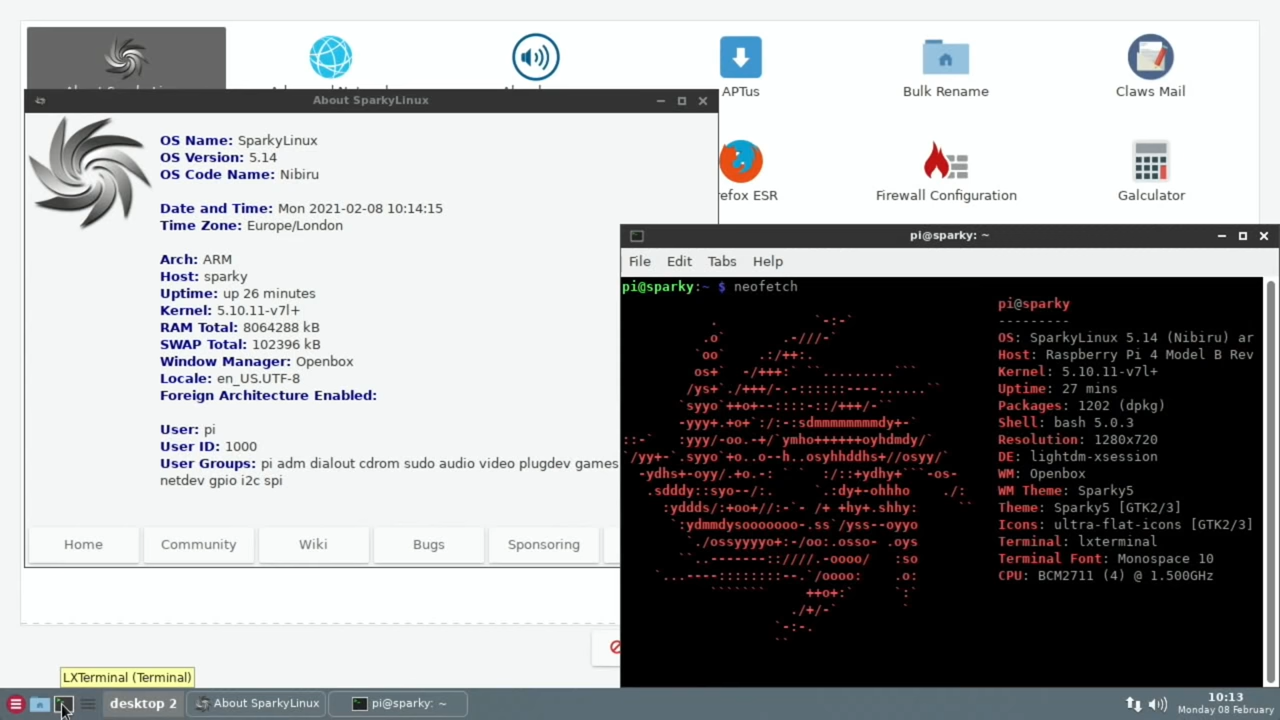 APTus
Bulk Rename
Claws Mail
About SparkyLinux
OS Name: SparkyLinux
OS Version: 5.14
OS Code Name: Nibiru
Date and Time: Mon 2021-02-08 10:14:15
Time Zone: Europe/London
Arch: ARM
Host: sparky
Uptime: up 26 minutes
Kernel: 5.10.11-v7l+
RAM Total: 8064288 kB
SWAP Total: 102396 kB
Window Manager: Openbox
Locale: en_US.UTF-8
Foreign Architecture Enabled:
User: pi
User ID: 1000
User Groups: pi adm dialout cdrom sudo audio video plugdev games
netdev gpio i2c spi
Home
Community
Wiki
Bugs
Sponsoring
refox ESR
Firewall Configuration
Galculator
pi@sparky: ~
File Edit Tabs Help
pi@sparky:~ $ neofetch
pi@sparky
---------
OS: SparkyLinux 5.14 (Nibiru) ar
Host: Raspberry Pi 4 Model B Rev
Kernel: 5.10.11-v7l+
Uptime: 27 mins
Packages: 1202 (dpkg)
Shell: bash 5.0.3
Resolution: 1280x720
DE: lightdm-xsession
WM: Openbox
WM Theme: Sparky5
Theme: Sparky5 [GTK2/3]
Icons: ultra-flat-icons [GTK2/3]
Terminal: lxterminal
Terminal Font: Monospace 10
CPU: BCM2711 (4) @ 1.500GHz
LXTerminal (Terminal)
desktop 2
About SparkyLinux
pi@sparky: ~
10:13
Monday 08 February